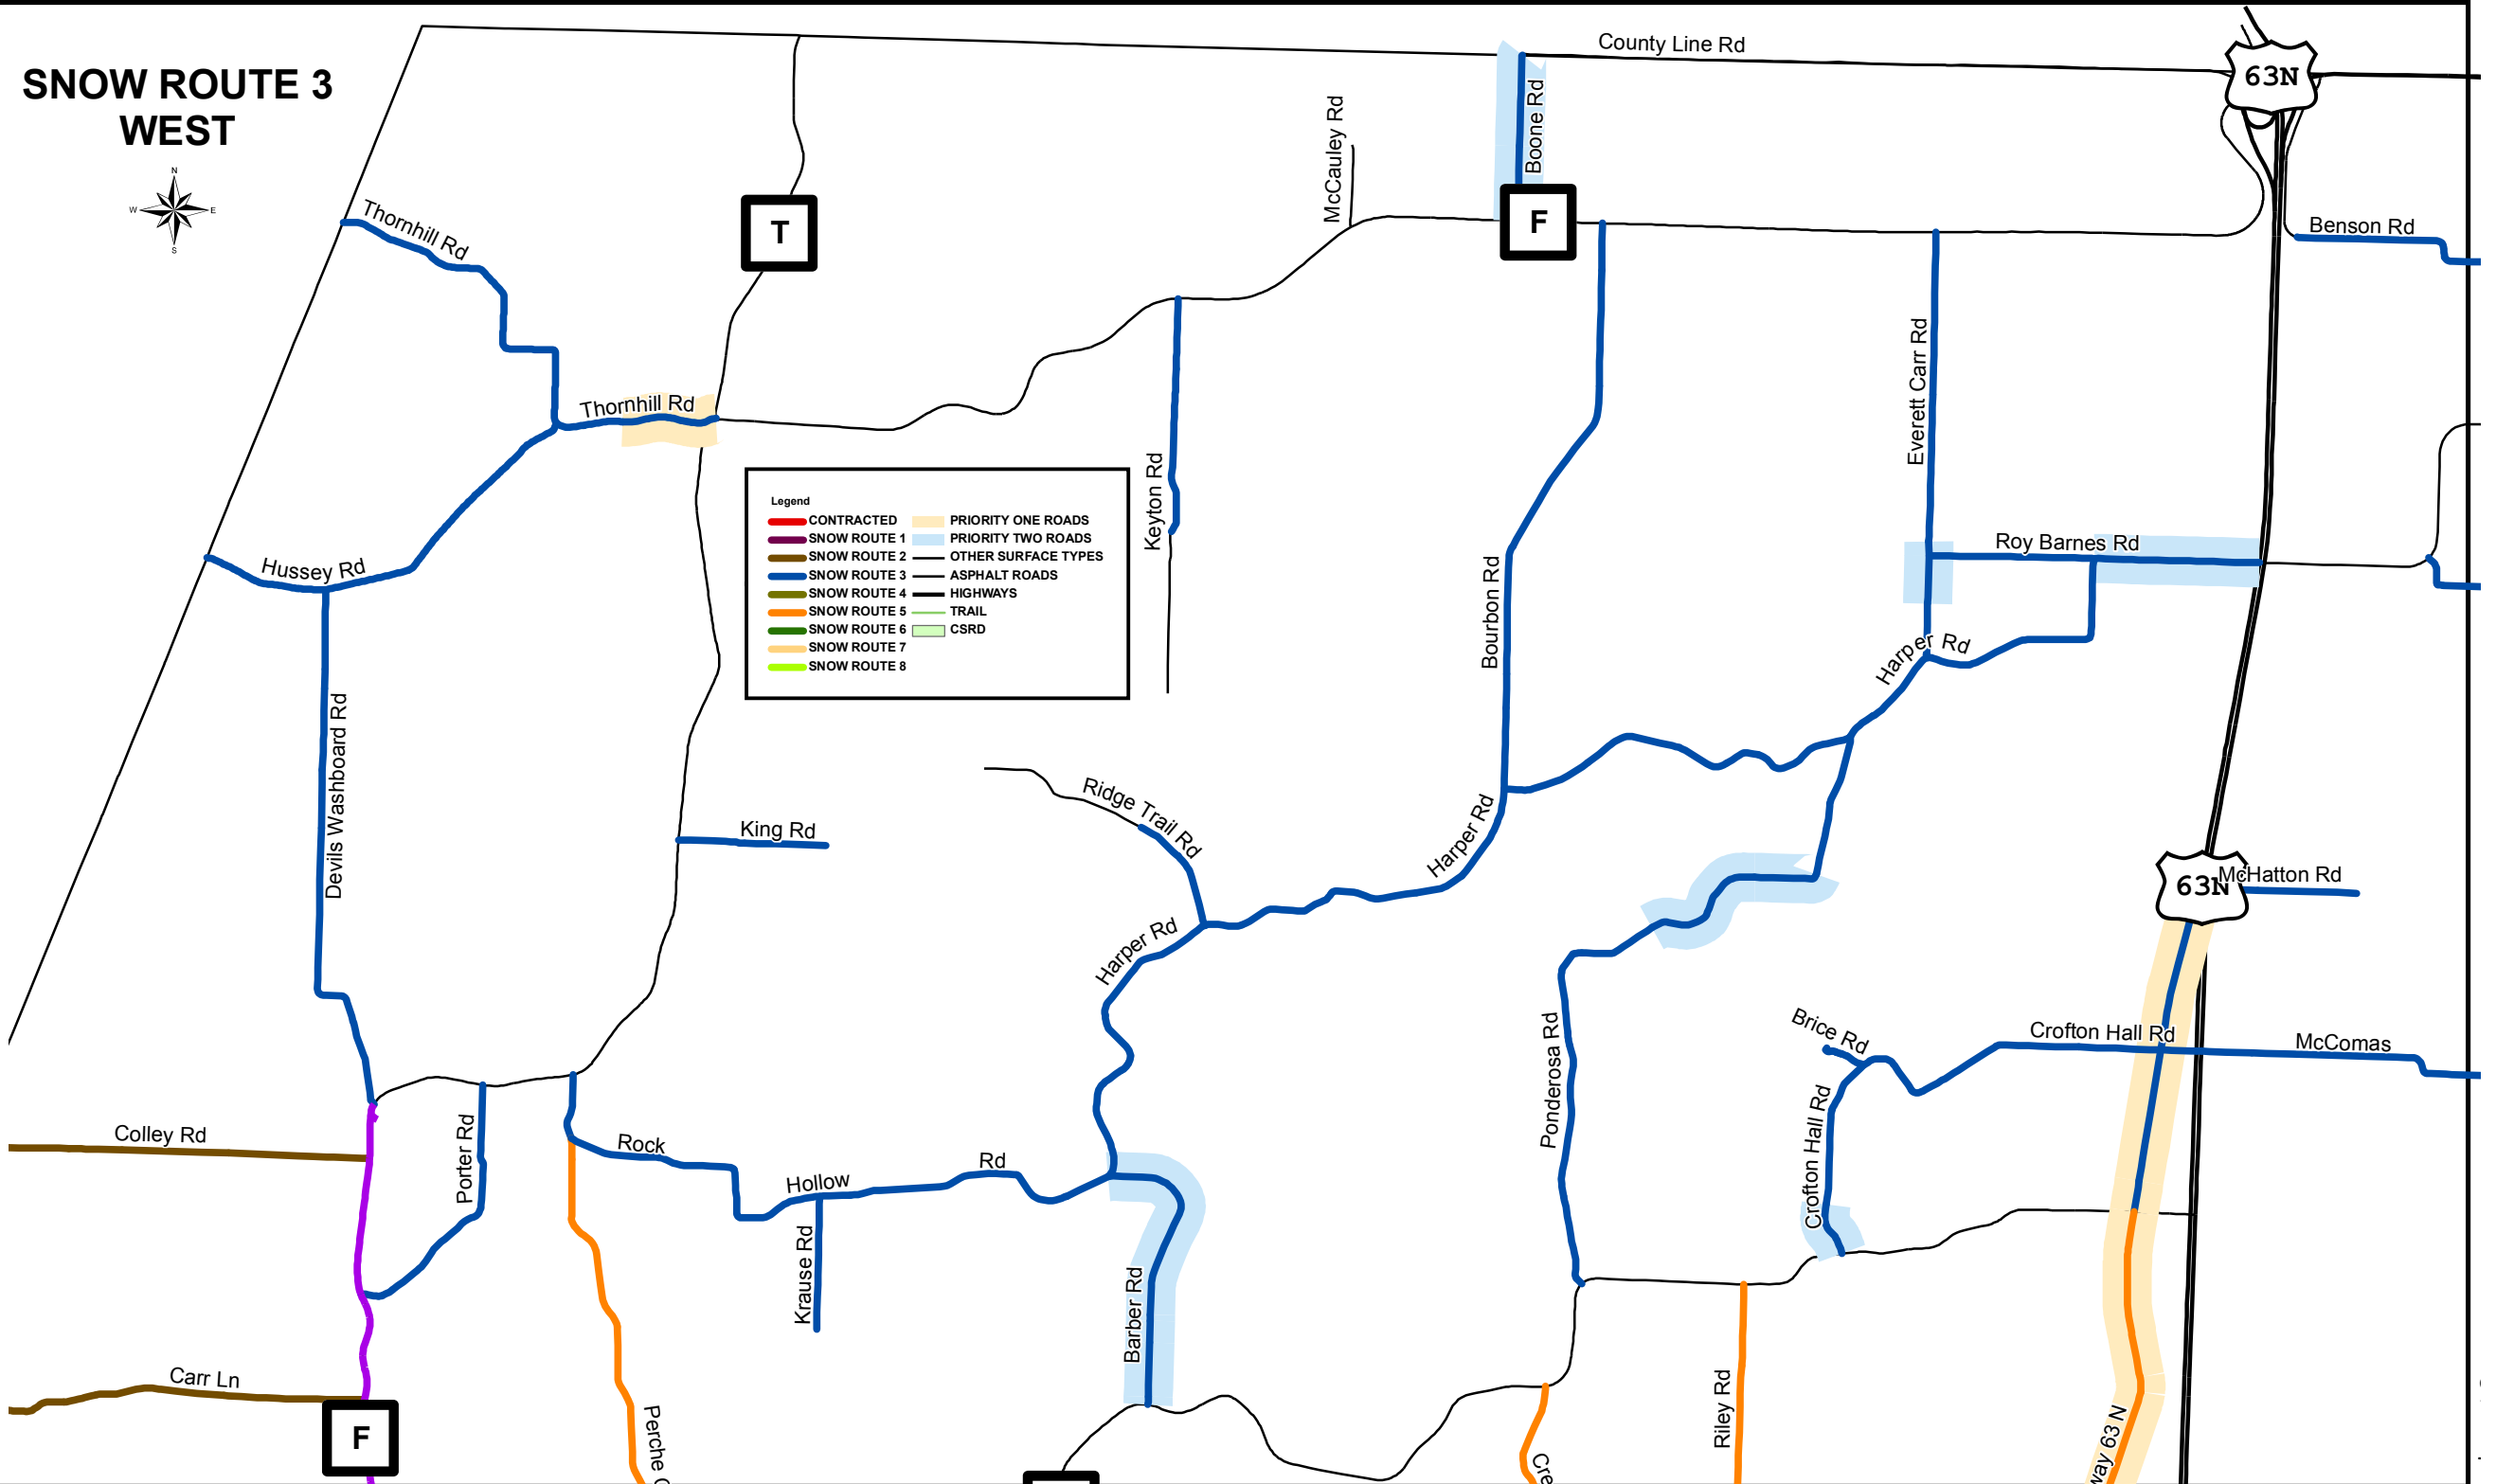 SNOW ROUTE 3
WEST
N
W
E
S
County Line Rd
63N
Boone Rd
McCauley Rd
Thornhill Rd
T
F
Benson Rd
Everett Carr Rd
Thornhill Rd
Keyton Rd
Legend
CONTRACTED
SNOW ROUTE 1
SNOW ROUTE 2
SNOW ROUTE 3
SNOW ROUTE 4
SNOW ROUTE 5
SNOW ROUTE 6
SNOW ROUTE 7
SNOW ROUTE 8
PRIORITY ONE ROADS
PRIORITY TWO ROADS
OTHER SURFACE TYPES
ASPHALT ROADS
HIGHWAYS
TRAIL
CSRD
Roy Barnes Rd
Hussey Rd
Bourbon Rd
Harper Rd
Devils Washboard Rd
Ridge Trail Rd
King Rd
Harper Rd
63N
McHatton Rd
Harper Rd
Ponderosa Rd
Brice Rd
Crofton Hall Rd
McComas
Colley Rd
Porter Rd
Rock
Hollow
Rd
Crofton Hall Rd
Krause Rd
Barber Rd
Carr Ln
Riley Rd
F
Perche
Cre
way 63 N